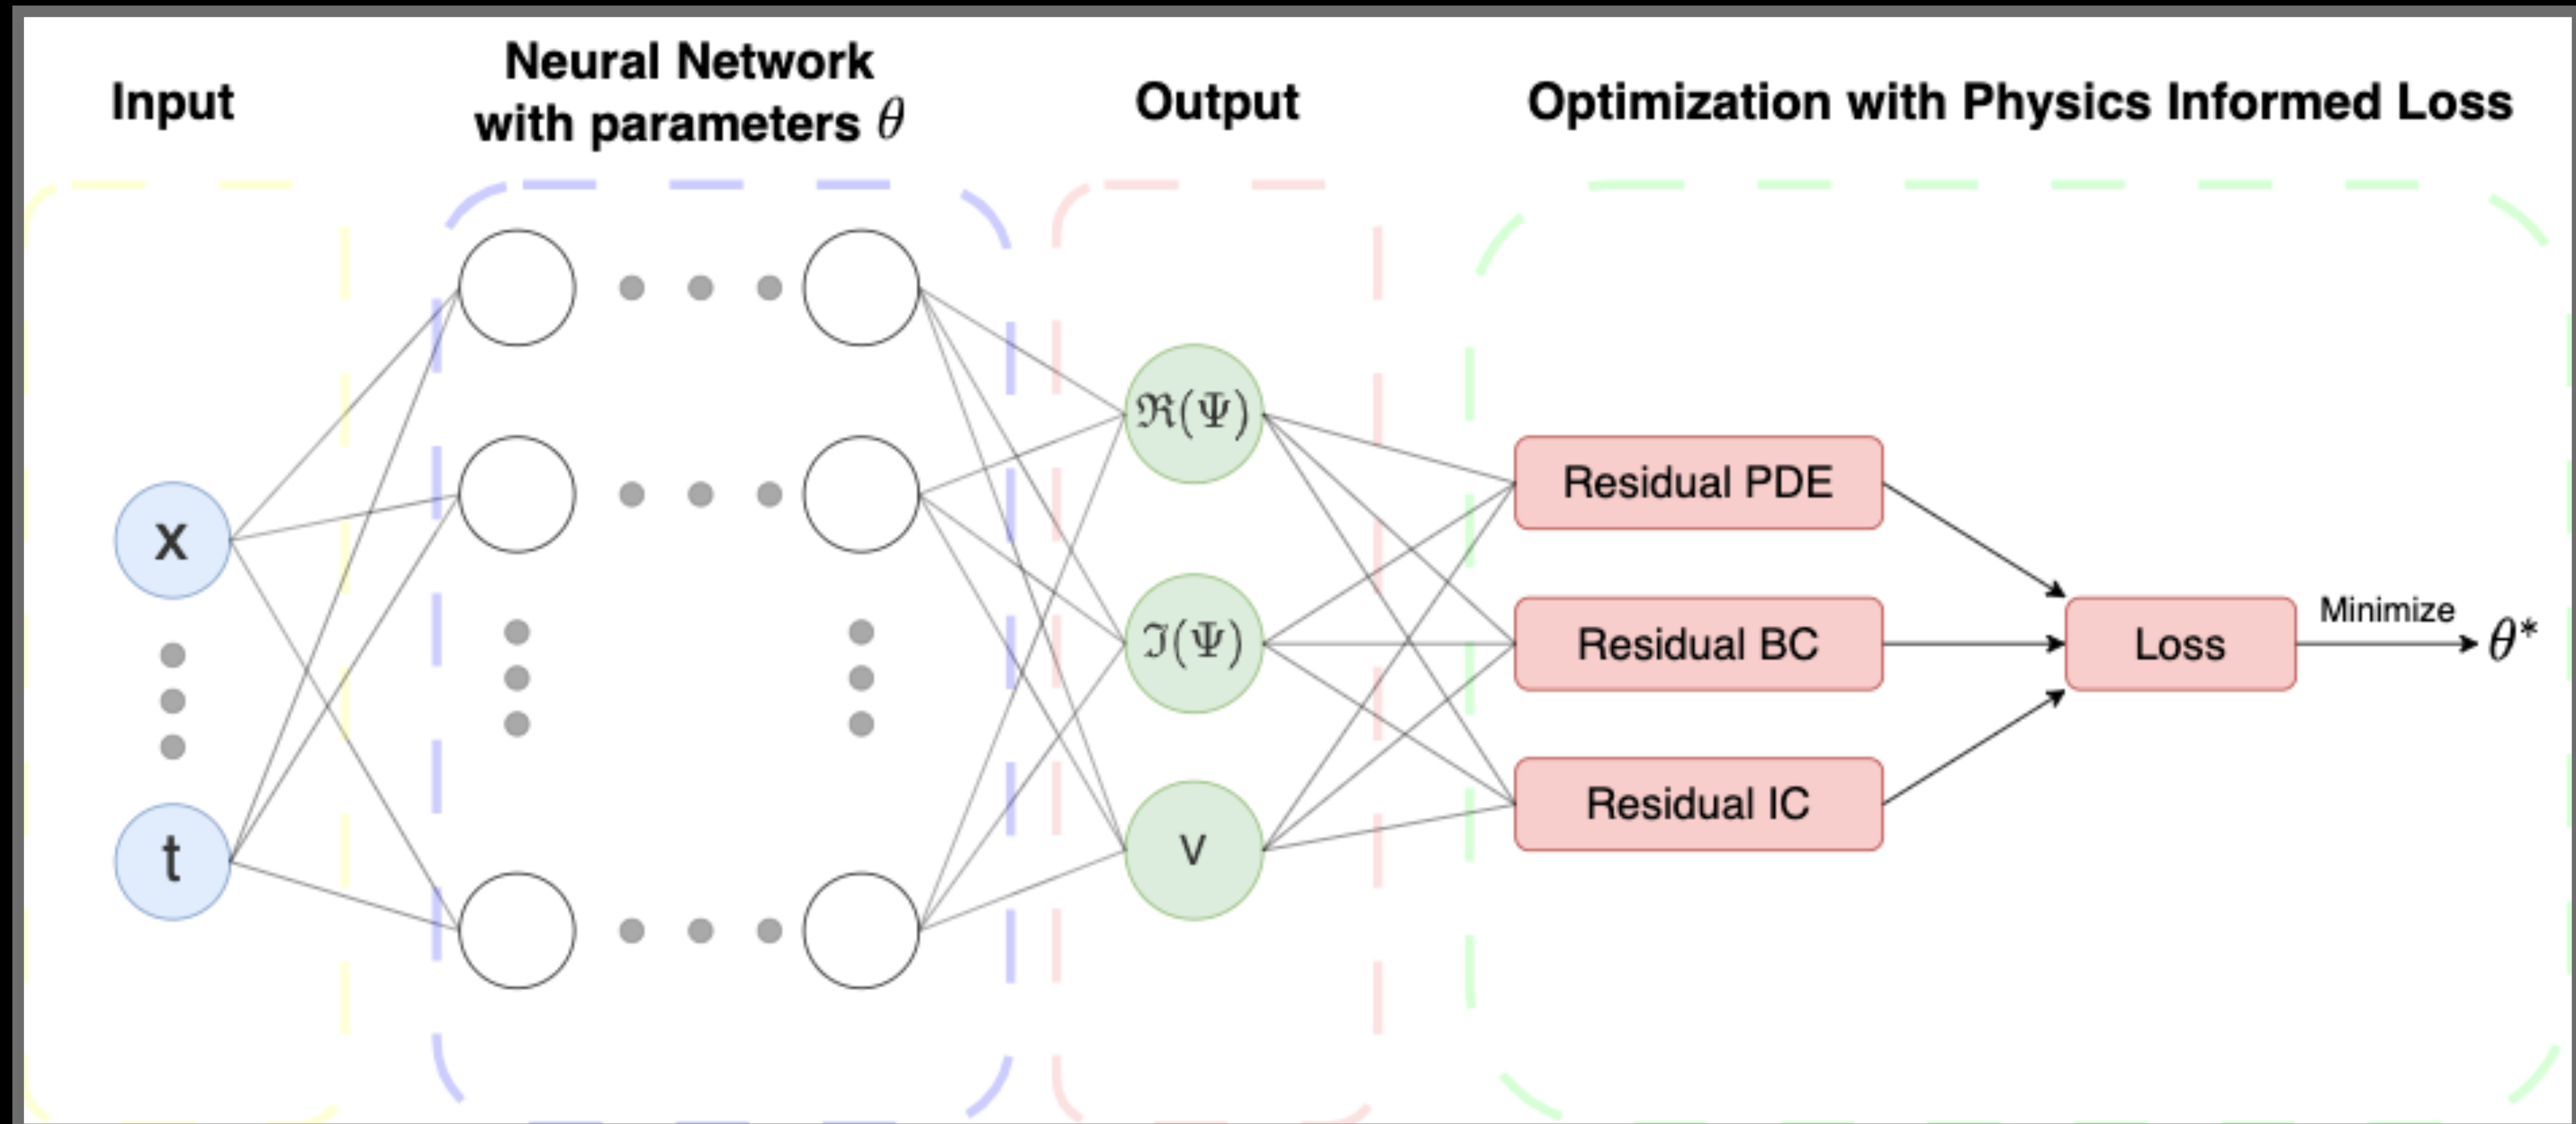 Input
Neural Network
with parameters θ
Output
Optimization with Physics Informed Loss
x
t
ℜ(Ψ)
ℑ(Ψ)
v
Residual PDE
Residual BC
Residual IC
Loss
Minimize
θ*